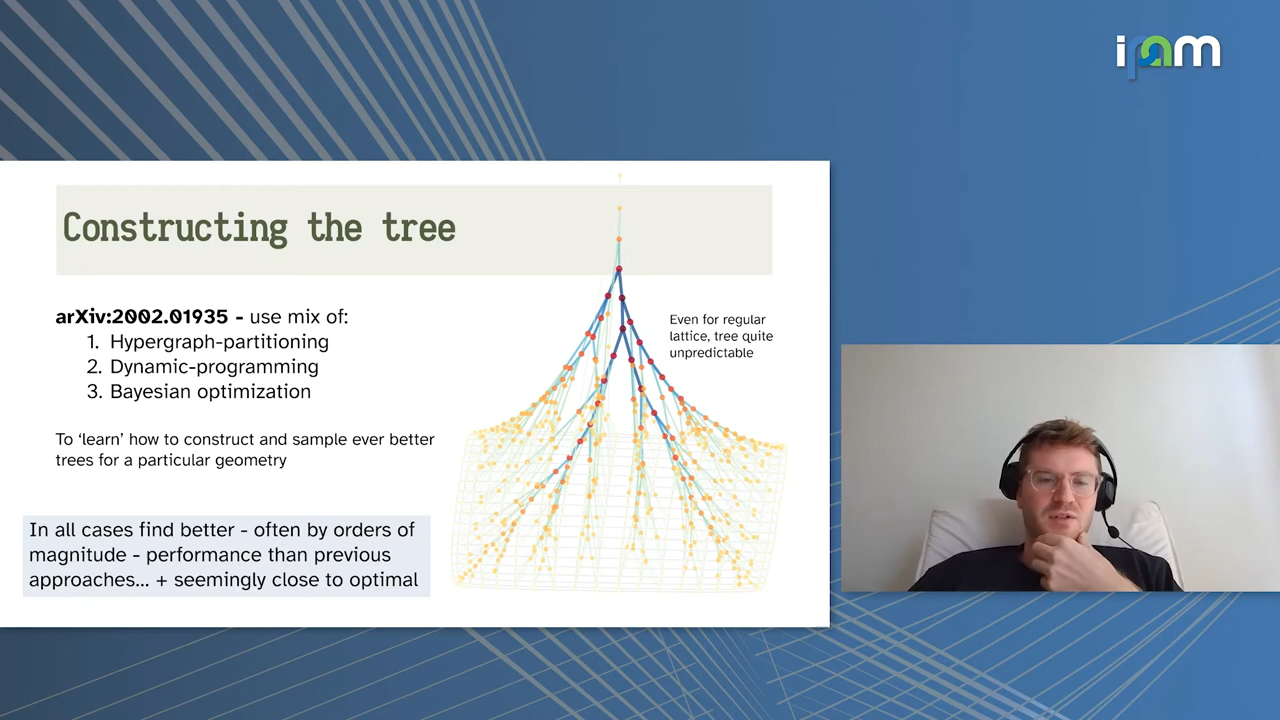 ipam
Constructing the tree
arXiv:2002.01935 - use mix of:
1. Hypergraph-partitioning
2. Dynamic-programming
3. Bayesian optimization
Even for regular
lattice, tree quite
unpredictable
To ‘learn’ how to construct and sample ever better
trees for a particular geometry
In all cases find better - often by orders of
magnitude - performance than previous
approaches... + seemingly close to optimal